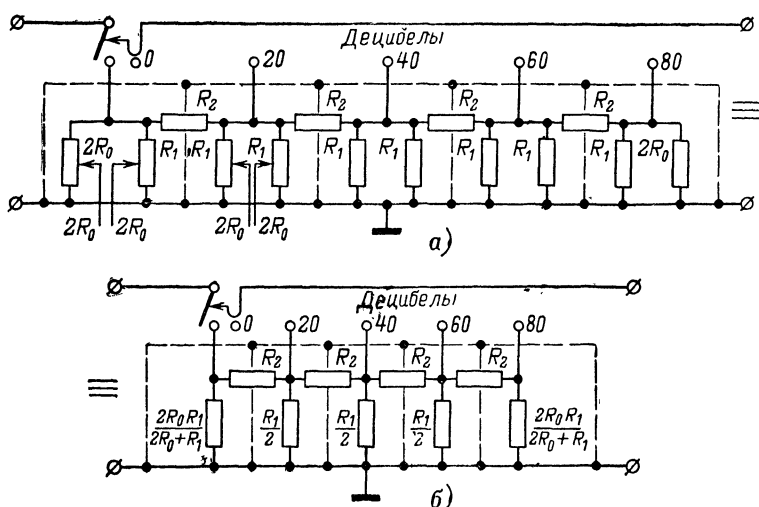 Децибелы
0 20 40 60 80
R₂ R₂ R₂ R₂
2R₀ R₁ R₁ R₁ R₁ R₁ R₁ R₁ 2R₀
2R₀ 2R₀ 2R₀ 2R₀
а)
Децибелы
0 20 40 60 80
R₂ R₂ R₂ R₂
2R₀R₁ R₁ R₁ R₁ 2R₀R₁
2R₀+R₁ 2 2 2 2R₀+R₁
б)